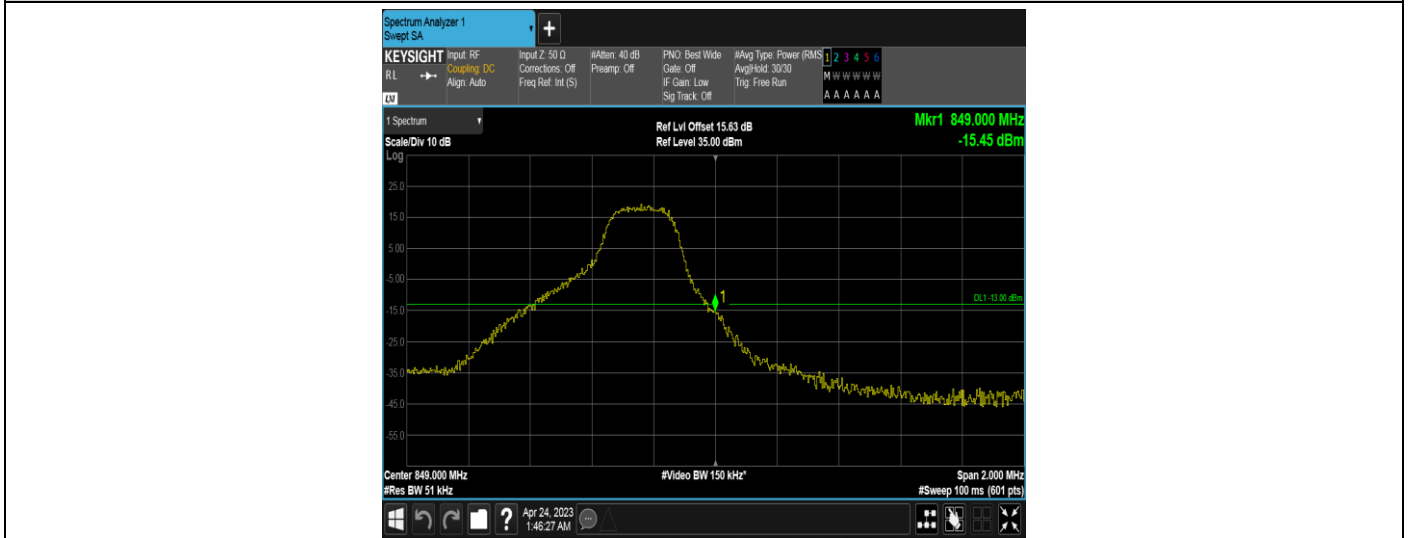 Spectrum Analyzer 1
Swept SA
+
KEYSIGHT Input: RF Input Z: 50 Ω #Atten: 40 dB PNO: Best Wide #Avg Type: Power (RMS 1 2 3 4 5 6
RL Coupling: DC Corrections: Off Preamp: Off Gate: Off Avg|Hold: 30/30 M W W W W W
Align: Auto Freq Ref: Int (S) IF Gain: Low Trig: Free Run
Sig Track: Off A A A A A A
LXI
1 Spectrum Ref Lvl Offset 15.63 dB Mkr1 849.000 MHz
Scale/Div 10 dB Ref Level 35.00 dBm -15.45 dBm
Log
25.0
15.0
5.00
-5.00
1
DL1 -13.00 dBm
-15.0
-25.0
-35.0
-45.0
-55.0
Center 849.000 MHz #Video BW 150 kHz* Span 2.000 MHz
#Res BW 51 kHz #Sweep 100 ms (601 pts)
? Apr 24, 2023
1:46:27 AM